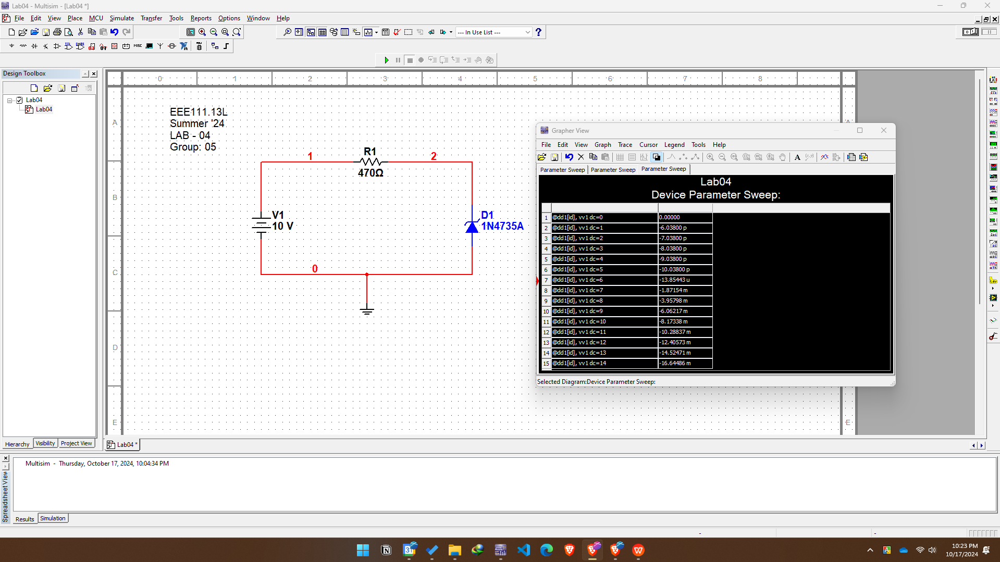 Lab04 - Multisim - [Lab04 *]
File Edit View Place MCU Simulate Transfer Tools Reports Options Window Help
--- In Use List ---
Design Toolbox
Lab04
Lab04
0 1 2 3 4 5 6 7 8
A
B
C
D
E
A
E
EEE111.13L
Summer '24
LAB - 04
Group: 05
1
R1
470Ω
2
V1
10 V
D1
1N4735A
0
Grapher View
File Edit View Graph Trace Cursor Legend Tools Help
Parameter Sweep Parameter Sweep Parameter Sweep
Lab04
Device Parameter Sweep:
1 @dd1[id], vv1 dc=0 0.00000
2 @dd1[id], vv1 dc=1 -6.03800 p
3 @dd1[id], vv1 dc=2 -7.03800 p
4 @dd1[id], vv1 dc=3 -8.03800 p
5 @dd1[id], vv1 dc=4 -9.03800 p
6 @dd1[id], vv1 dc=5 -10.03800 p
7 @dd1[id], vv1 dc=6 -13.85443 u
8 @dd1[id], vv1 dc=7 -1.87154 m
9 @dd1[id], vv1 dc=8 -3.95798 m
10 @dd1[id], vv1 dc=9 -6.06217 m
11 @dd1[id], vv1 dc=10 -8.17338 m
12 @dd1[id], vv1 dc=11 -10.28837 m
13 @dd1[id], vv1 dc=12 -12.40573 m
14 @dd1[id], vv1 dc=13 -14.52471 m
15 @dd1[id], vv1 dc=14 -16.64486 m
Selected Diagram:Device Parameter Sweep:
Hierarchy Visibility Project View
Lab04 *
Multisim - Thursday, October 17, 2024, 10:04:34 PM
Spreadsheet View
Results Simulation
- -
10:23 PM
10/17/2024